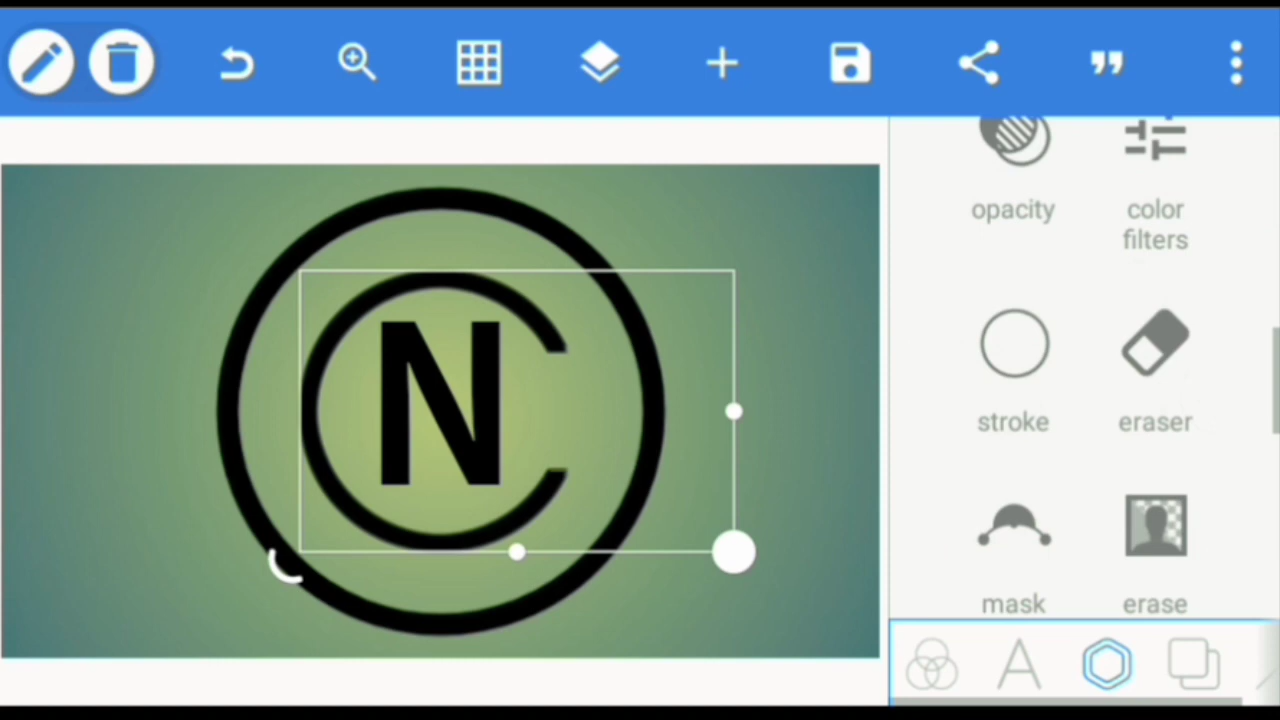 opacity
color
filters
N
stroke
eraser
mask
erase